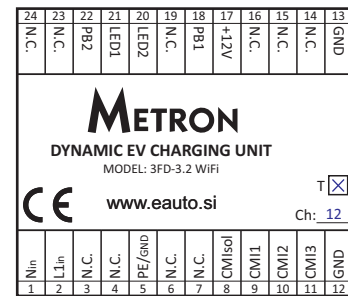 24 23 22 21 20 19 18 17 16 15 14 13
N.C. N.C. PB2 LED1 LED2 N.C. PB1 +12V N.C. N.C. N.C. GND
METRON
DYNAMIC EV CHARGING UNIT
MODEL: 3FD-3.2 WiFi
T X
CE www.eauto.si
Ch: 12
Nin L1in N.C. N.C. PE/GND N.C. N.C. CMIsol CMI1 CMI2 CMI3 GND
1 2 3 4 5 6 7 8 9 10 11 12